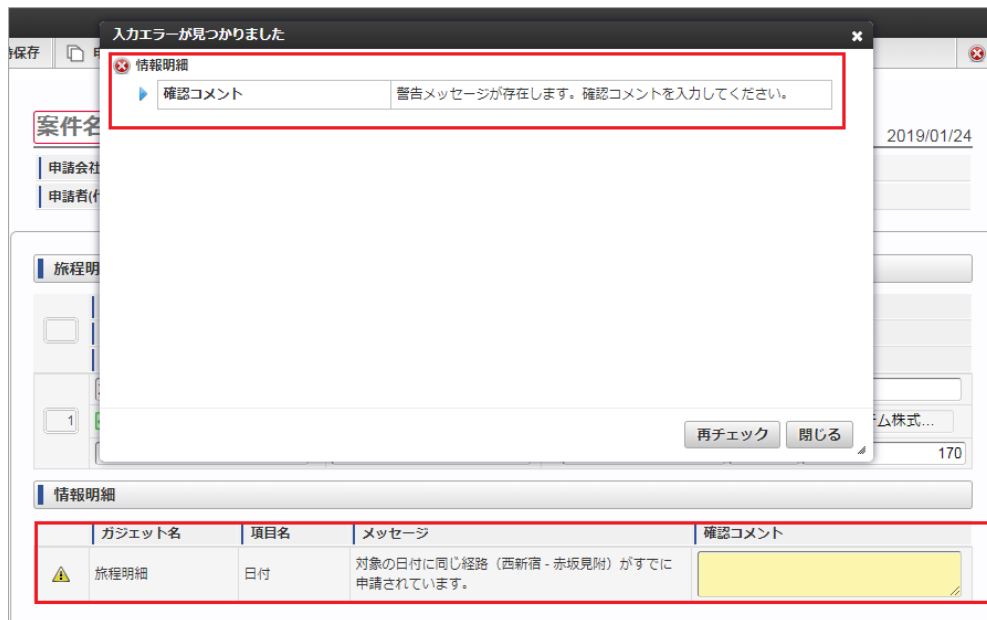 入力エラーが見つかりました
保存
情報明細
確認コメント
警告メッセージが存在します。確認コメントを入力してください。
案件名
2019/01/24
申請会社
申請者(
旅程明
1
ム株式...
再チェック
閉じる
170
情報明細
ガジェット名
項目名
メッセージ
確認コメント
旅程明細
日付
対象の日付に同じ経路（西新宿 - 赤坂見附）がすでに
申請されています。